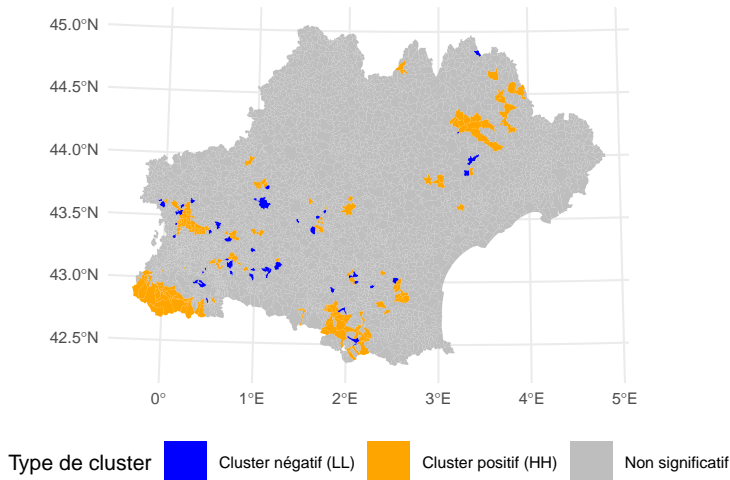 45.0°N
44.5°N
44.0°N
43.5°N
43.0°N
42.5°N
0° 1°E 2°E 3°E 4°E 5°E
Type de cluster Cluster négatif (LL) Cluster positif (HH) Non significatif